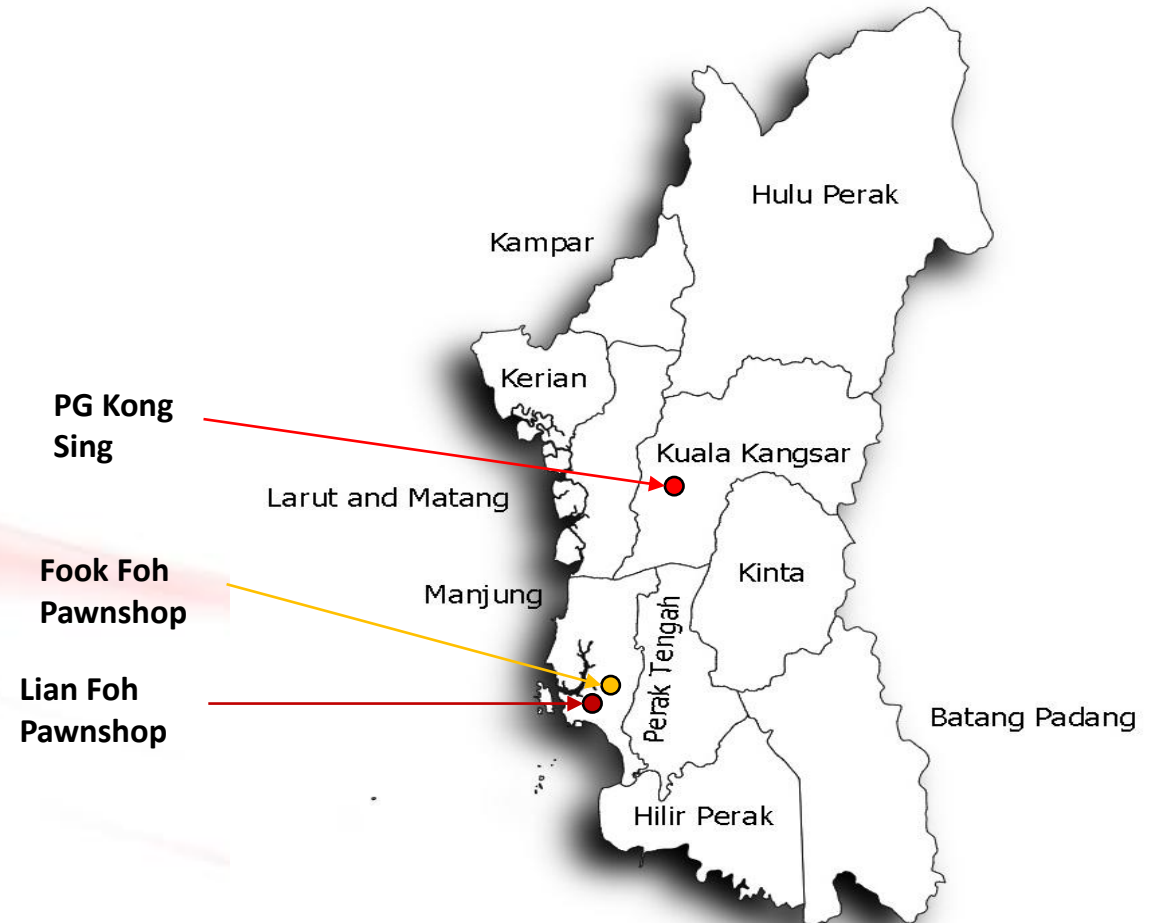 Hulu Perak
Kampar
Kerian
PG Kong
Sing
Kuala Kangsar
Larut and Matang
Fook Foh
Pawnshop
Kinta
Manjung
Perak Tengah
Lian Foh
Pawnshop
Batang Padang
Hilir Perak